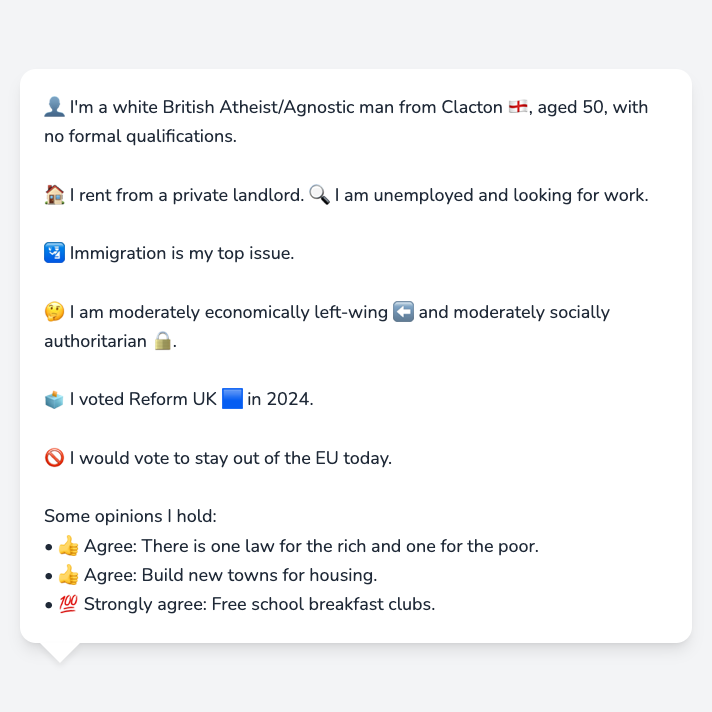 👤 I'm a white British Atheist/Agnostic man from Clacton 🏴󠁧󠁢󠁥󠁮󠁧󠁿, aged 50, with
no formal qualifications.
🏠 I rent from a private landlord. 🔍 I am unemployed and looking for work.
🛂 Immigration is my top issue.
🤔 I am moderately economically left-wing ⬅️ and moderately socially
authoritarian 🔒.
🗳️ I voted Reform UK 🟦 in 2024.
🚫 I would vote to stay out of the EU today.
Some opinions I hold:
• 👍 Agree: There is one law for the rich and one for the poor.
• 👍 Agree: Build new towns for housing.
• 💯 Strongly agree: Free school breakfast clubs.